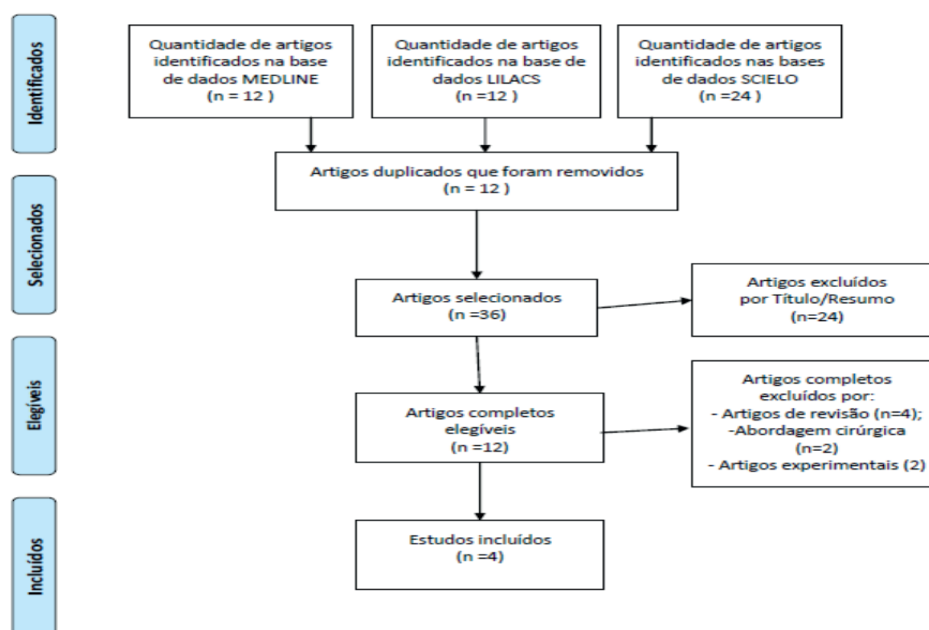 Identificados
Quantidade de artigos
identificados na base
de dados MEDLINE
(n = 12 )
Quantidade de artigos
identificados na base de
dados LILACS
(n =12 )
Quantidade de artigos
identificados nas bases
de dados SCIELO
(n =24 )
Artigos duplicados que foram removidos
(n = 12 )
Selecionados
Artigos selecionados
(n =36)
Artigos excluídos
por Título/Resumo
(n=24)
Elegíveis
Artigos completos
elegíveis
(n =12)
Artigos completos
excluídos por:
- Artigos de revisão (n=4);
-Abordagem cirúrgica
(n=2)
- Artigos experimentais (2)
Incluídos
Estudos incluídos
(n =4)